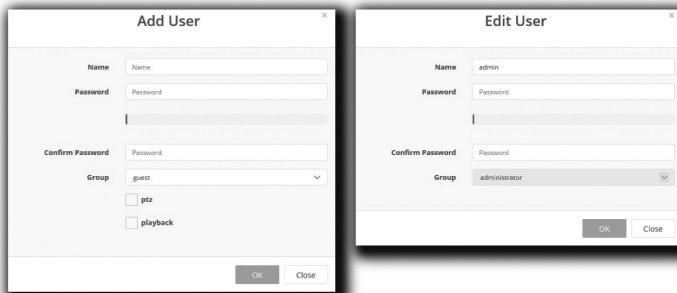 Add User
×
Name Name
Password Password
Confirm Password Password
Group guest
ptz
playback
OK Close
Edit User
×
Name admin
Password Password
Confirm Password Password
Group administrator
OK Close